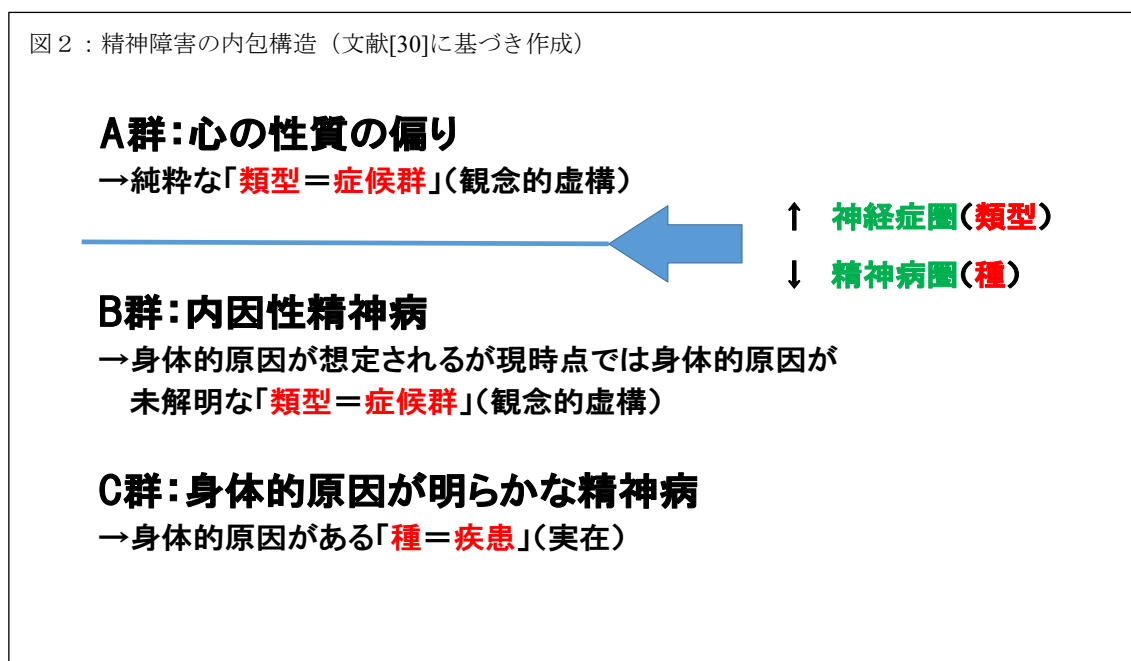 図２：精神障害の内包構造（文献[30]に基づき作成）
A群：心の性質の偏り
→純粋な「類型＝症候群」（観念的虚構）
↑ 神経症圏（類型）
↓ 精神病圏（種）
B群：内因性精神病
→身体的原因が想定されるが現時点では身体的原因が
未解明な「類型＝症候群」（観念的虚構）
C群：身体的原因が明らかな精神病
→身体的原因がある「種＝疾患」（実在）